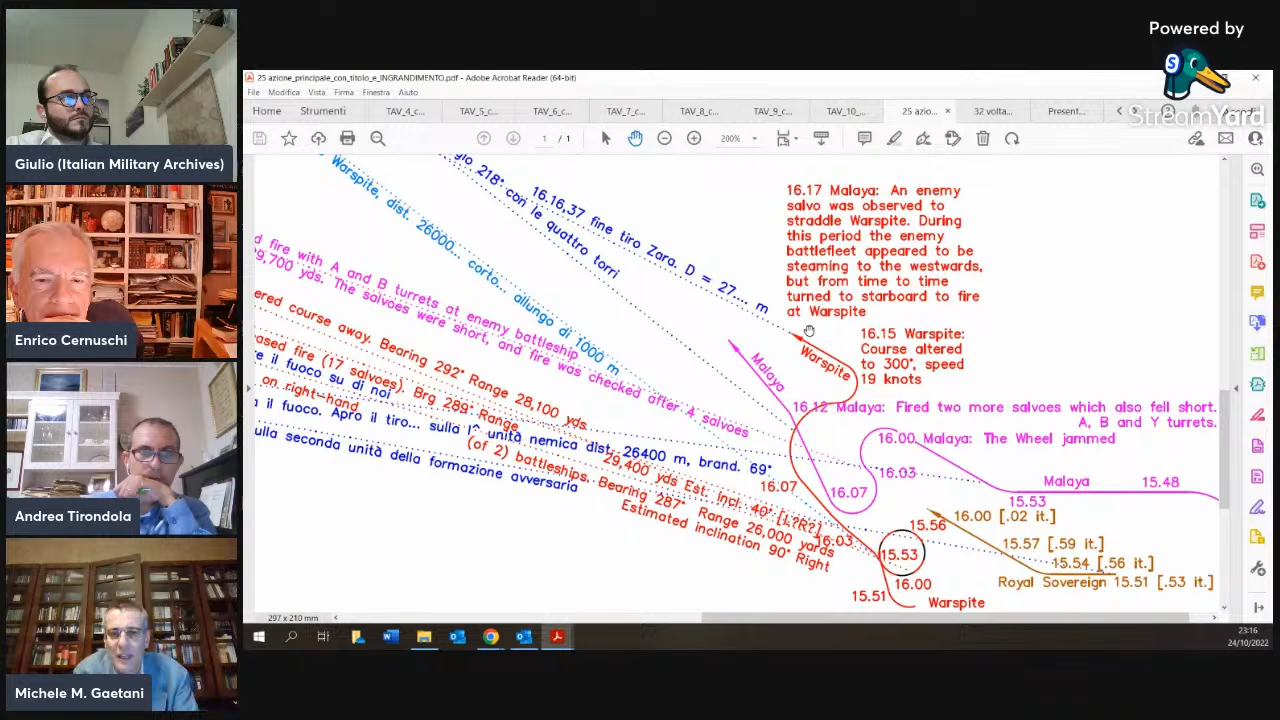 Powered by
StreamYard
Giulio (Italian Military Archives)
Enrico Cernuschi
Andrea Tirondola
Michele M. Gaetani
25 azione_principale_con_titolo_e_INGRANDIMENTO.pdf - Adobe Acrobat Reader (64-bit)
File Modifica Vista Firma Finestra Aiuto
Home Strumenti TAV_4_c... TAV_5_c... TAV_6_c... TAV_7_c... TAV_8_c... TAV_9_c... TAV_10_... 25 azio... × 32 volta... Present...
1 / 1 200%
gio 218° con le quattro torri
16.16,37 fine tiro Zara. D = 27... m
Warspite, dist. 26000... corto... allungo di 1000 m
d fire with A and B turrets at enemy battleship
29,700 yds. The salvoes were short, and fire was checked after 4 salvoes
ered course away. Bearing 292° Range 28,100 yds
ased fire (17 salvoes). Brg 289° Range
29,400 yds Est. incl. 40° [L?R?]
re il fuoco su di noi
on right-hand
(of 2) battleships. Bearing 287° Range 26,000 yards
Estimated inclination 90° Right
a il fuoco. Apro il tiro... sulla 1^ unità nemica dist. 26400 m, brand. 69°
ulla seconda unità della formazione avversaria
16.17 Malaya: An enemy
salvo was observed to
straddle Warspite. During
this period the enemy
battlefleet appeared to be
steaming to the westwards,
but from time to time
turned to starboard to fire
at Warspite
16.15 Warspite:
Course altered
to 300°, speed
19 knots
Malaya
Warspite
16.12 Malaya: Fired two more salvoes which also fell short.
A, B and Y turrets.
16.00 Malaya: The Wheel jammed
16.03
16.07
16.07
Malaya 15.48
15.53
16.00 [.02 it.]
15.56
15.57 [.59 it.]
16.03
15.53
15.54 [.56 it.]
Royal Sovereign 15.51 [.53 it.]
16.00
15.51
Warspite
297 x 210 mm
23:16
24/10/2022